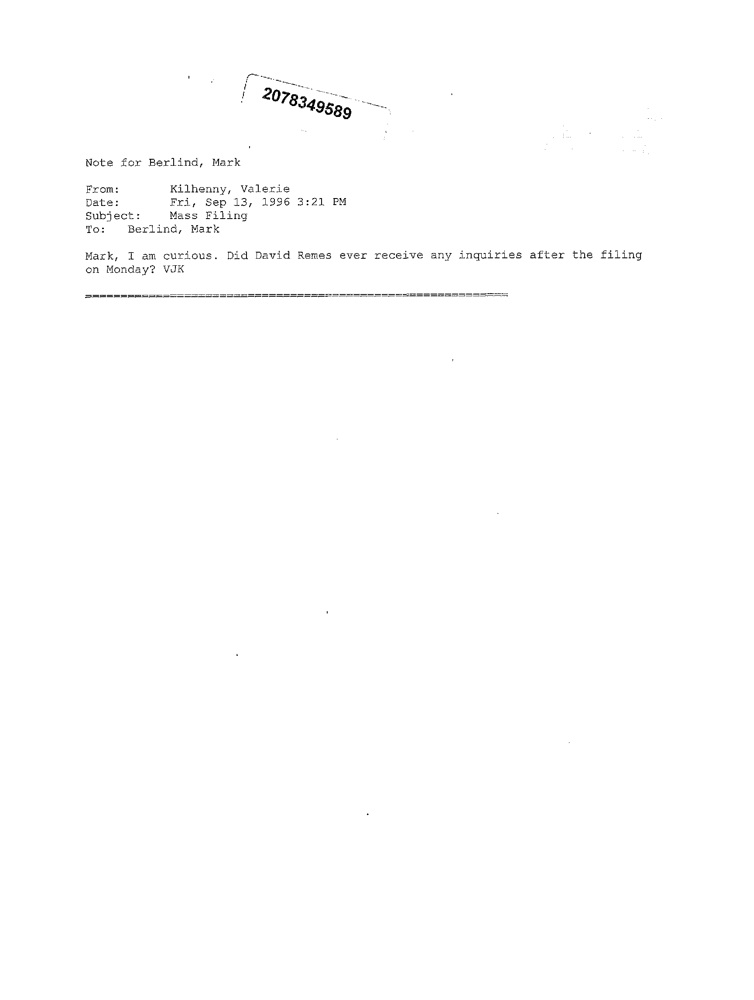 2078349589
Note for Berlind, Mark
From: Kilhenny, Valerie
Date: Fri, Sep 13, 1996 3:21 PM
Subject: Mass Filing
To: Berlind, Mark
Mark, I am curious. Did David Remes ever receive any inquiries after the filing
on Monday? VJK